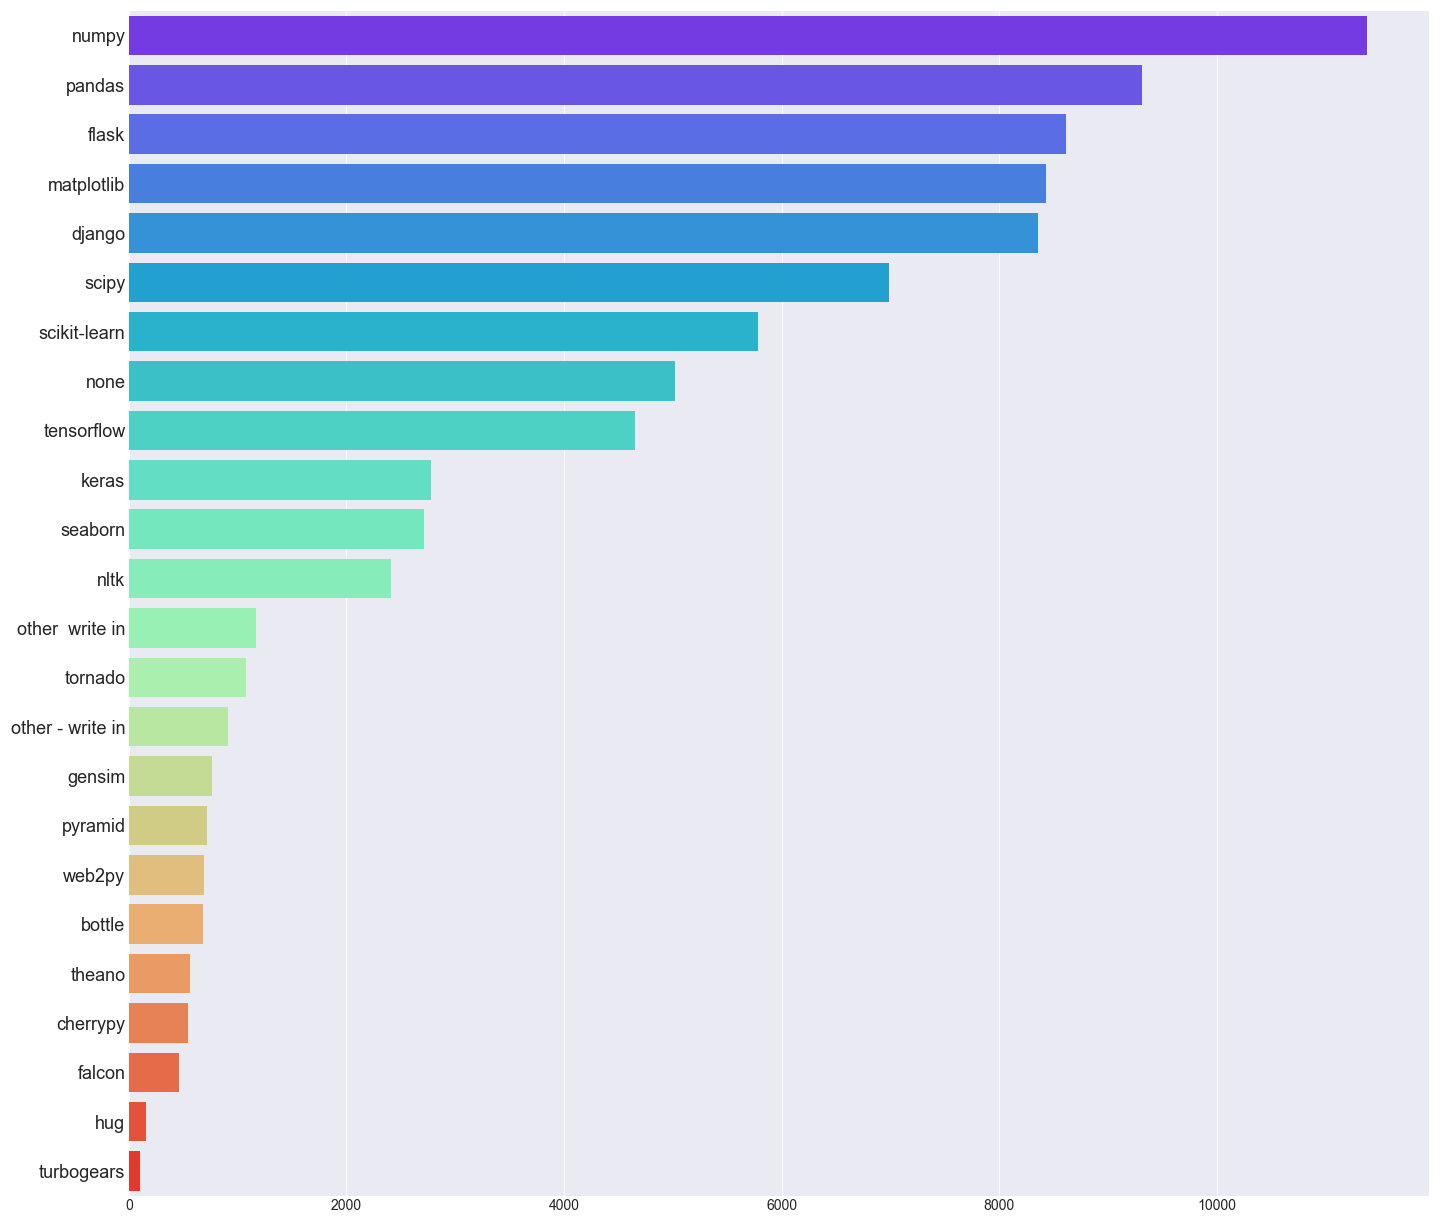 numpy
pandas
flask
matplotlib
django
scipy
scikit-learn
none
tensorflow
keras
seaborn
nltk
other  write in
tornado
other - write in
gensim
pyramid
web2py
bottle
theano
cherrypy
falcon
hug
turbogears
0 2000 4000 6000 8000 10000